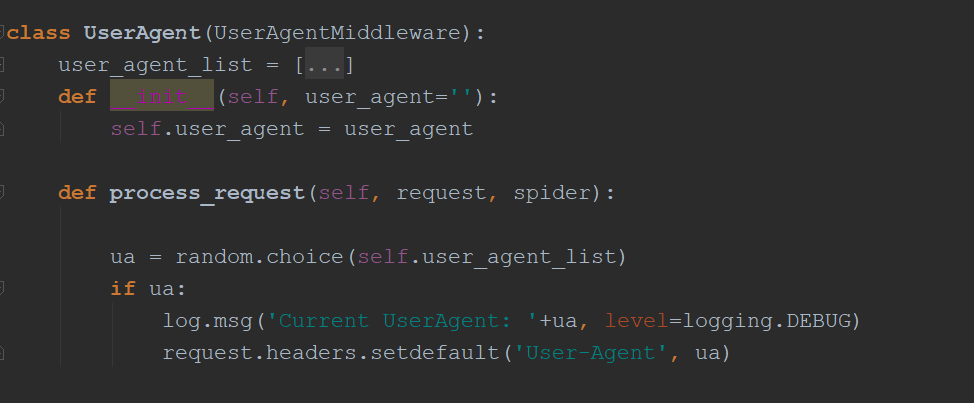 class UserAgent(UserAgentMiddleware):
    user_agent_list = [...]
    def __init__(self, user_agent=''):
        self.user_agent = user_agent
    def process_request(self, request, spider):
        ua = random.choice(self.user_agent_list)
        if ua:
            log.msg('Current UserAgent: '+ua, level=logging.DEBUG)
            request.headers.setdefault('User-Agent', ua)